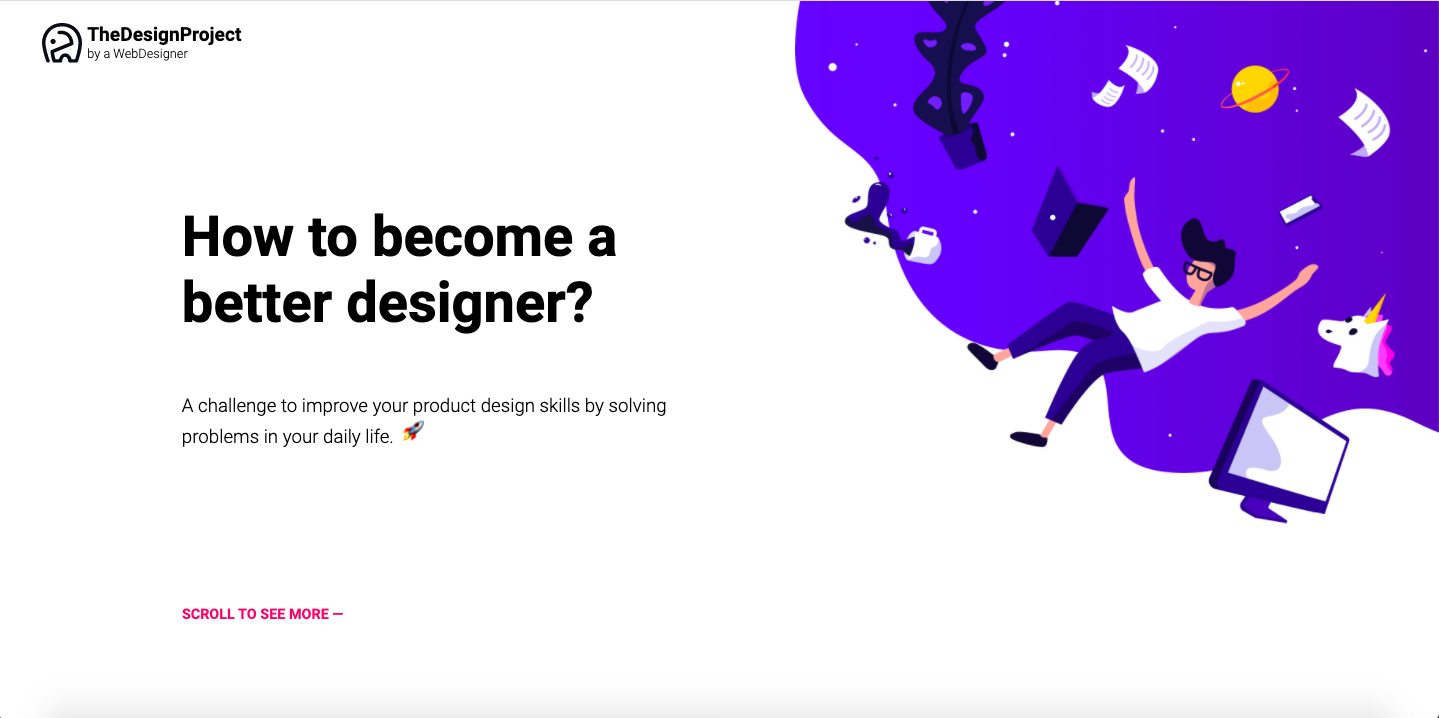 TheDesignProject
by a WebDesigner
How to become a
better designer?
A challenge to improve your product design skills by solving
problems in your daily life. 🚀
SCROLL TO SEE MORE —